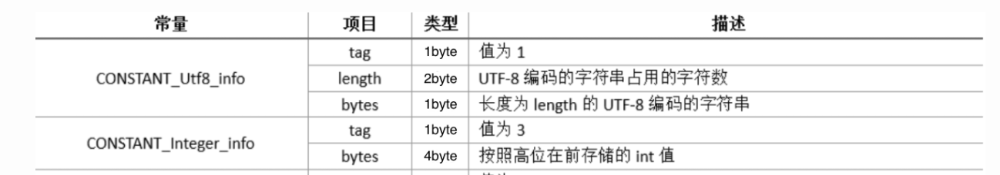 常量 项目 类型 描述
CONSTANT_Utf8_info tag 1byte 值为 1
length 2byte UTF-8 编码的字符串占用的字符数
bytes 1byte 长度为 length 的 UTF-8 编码的字符串
CONSTANT_Integer_info tag 1byte 值为 3
bytes 4byte 按照高位在前存储的 int 值